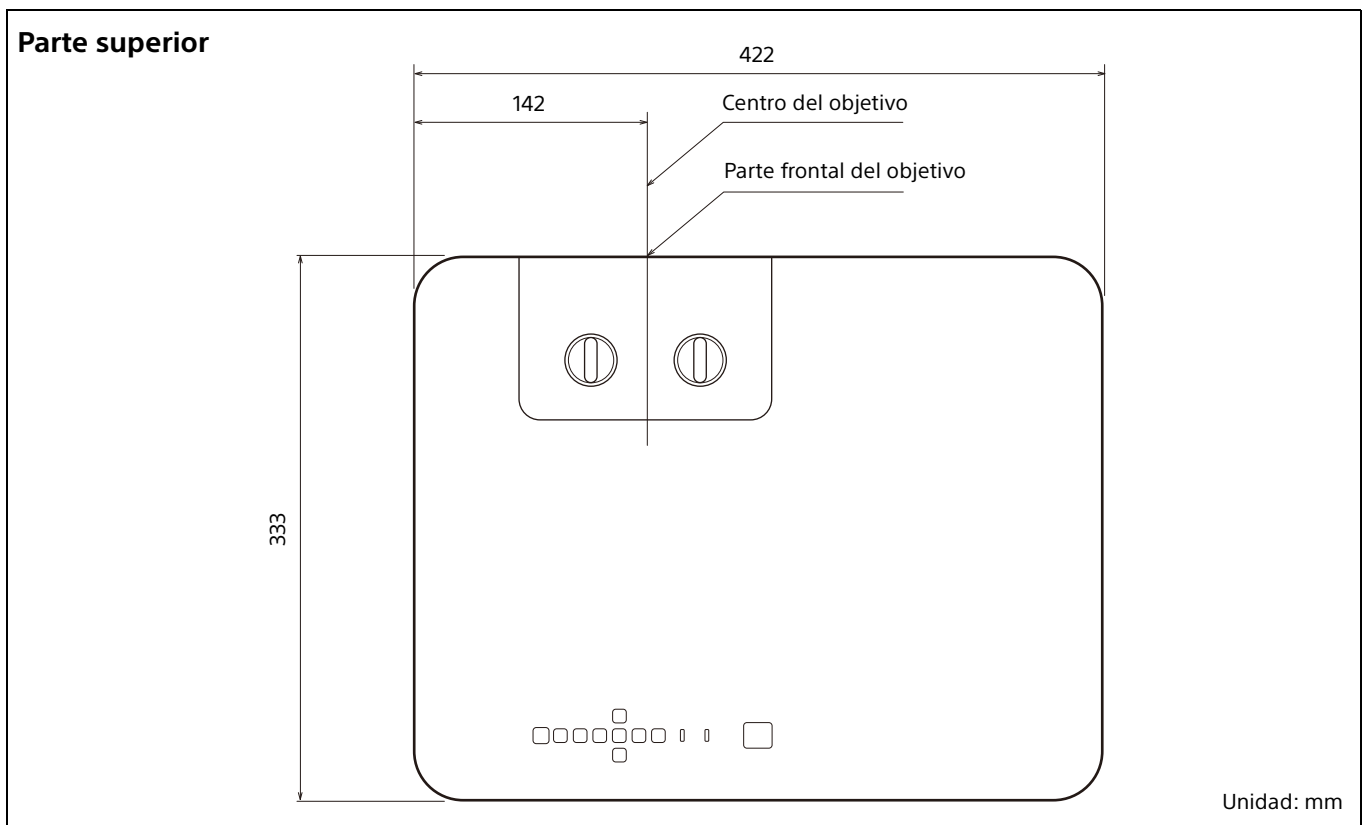 Parte superior
422
142
Centro del objetivo
Parte frontal del objetivo
333
Unidad: mm